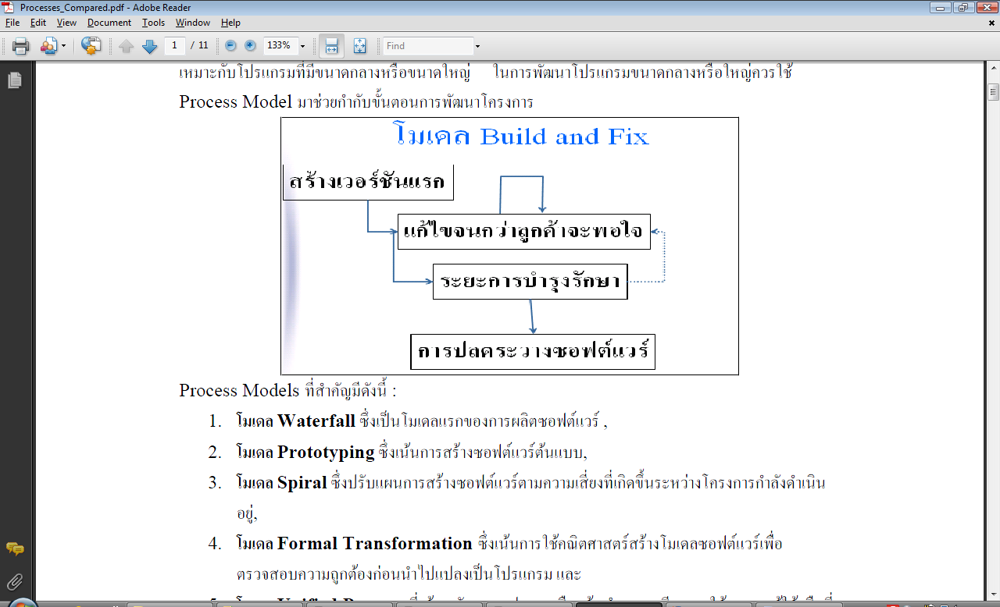 Processes_Compared.pdf - Adobe Reader
File Edit View Document Tools Window Help
1 / 11 133% Find
เหมาะกับโปรแกรมที่มีขนาดกลางหรือขนาดใหญ่ ในการพัฒนาโปรแกรมขนาดกลางหรือใหญ่ควรใช้
Process Model มาช่วยกำกับขั้นตอนการพัฒนาโครงการ
โมเดล Build and Fix
สร้างเวอร์ชันแรก
แก้ไขจนกว่าลูกค้าจะพอใจ
ระยะการบำรุงรักษา
การปลดระวางซอฟต์แวร์
Process Models ที่สำคัญมีดังนี้ :
1. โมเดล Waterfall ซึ่งเป็นโมเดลแรกของการผลิตซอฟต์แวร์ ,
2. โมเดล Prototyping ซึ่งเน้นการสร้างซอฟต์แวร์ต้นแบบ,
3. โมเดล Spiral ซึ่งปรับแผนการสร้างซอฟต์แวร์ตามความเสี่ยงที่เกิดขึ้นระหว่างโครงการกำลังดำเนิน
อยู่,
4. โมเดล Formal Transformation ซึ่งเน้นการใช้คณิตศาสตร์สร้างโมเดลซอฟต์แวร์เพื่อ
ตรวจสอบความถูกต้องก่อนนำไปแปลงเป็นโปรแกรม และ